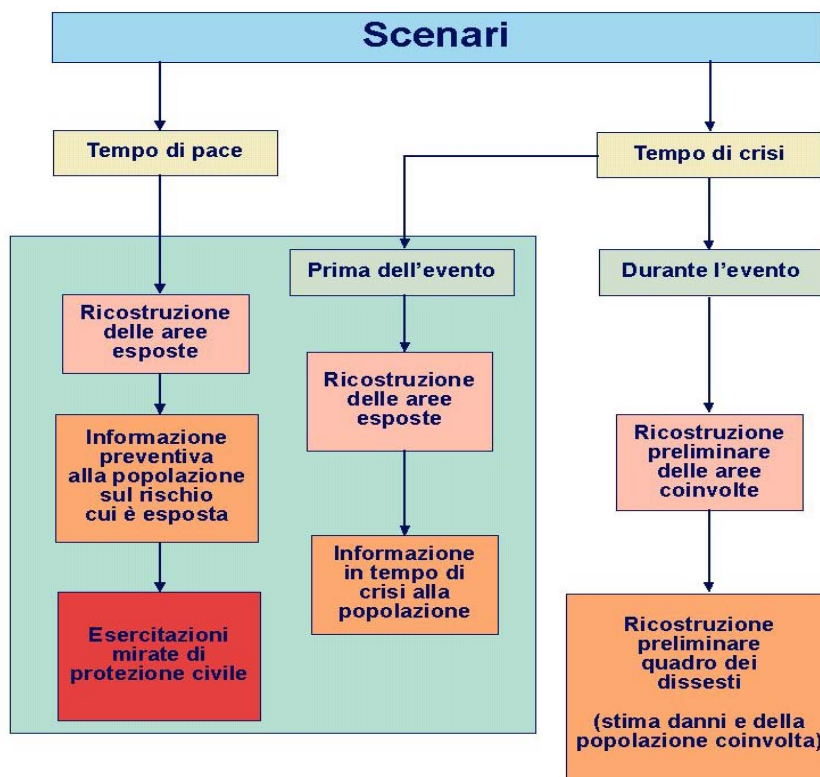 Scenari
Tempo di pace
Tempo di crisi
Prima dell'evento
Durante l'evento
Ricostruzione
delle aree
esposte
Ricostruzione
delle aree
esposte
Ricostruzione
preliminare
delle aree
coinvolte
Informazione
preventiva
alla popolazione
sul rischio
cui è esposta
Informazione
in tempo di
crisi alla
popolazione
Esercitazioni
mirate di
protezione civile
Ricostruzione
preliminare
quadro dei
dissesti
(stima danni e della
popolazione coinvolta)